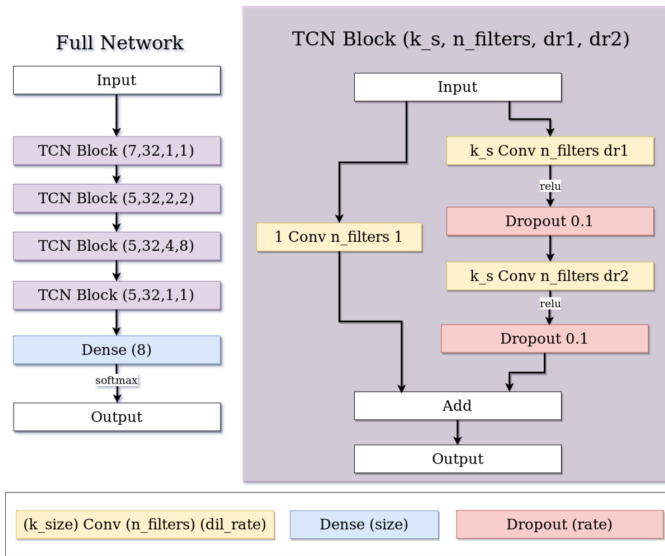 Full Network
Input
TCN Block (7,32,1,1)
TCN Block (5,32,2,2)
TCN Block (5,32,4,8)
TCN Block (5,32,1,1)
Dense (8)
softmax
Output
TCN Block (k_s, n_filters, dr1, dr2)
Input
k_s Conv n_filters dr1
relu
Dropout 0.1
1 Conv n_filters 1
k_s Conv n_filters dr2
relu
Dropout 0.1
Add
Output
(k_size) Conv (n_filters) (dil_rate)
Dense (size)
Dropout (rate)